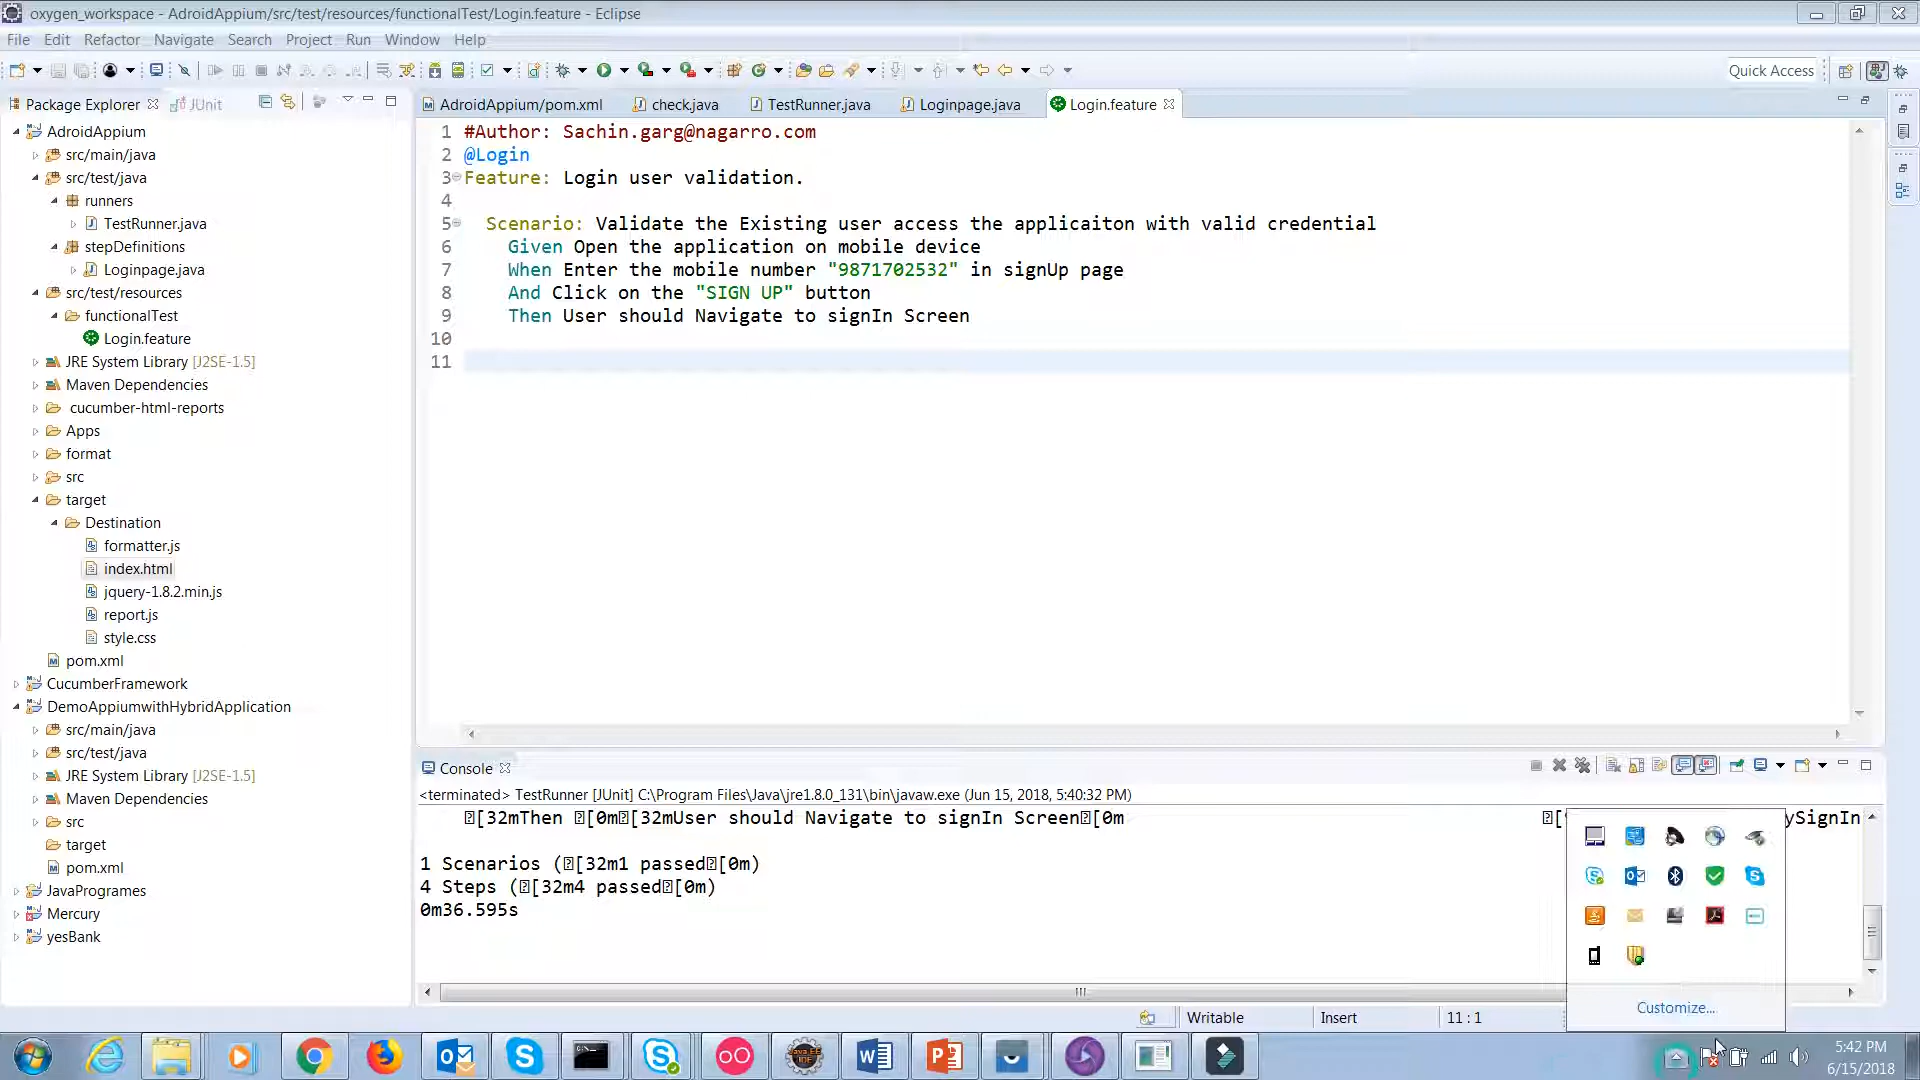 oxygen_workspace - AdroidAppium/src/test/resources/functionalTest/Login.feature - Eclipse
File Edit Refactor Navigate Search Project Run Window Help
Quick Access
Package Explorer
JUnit
AdroidAppium
src/main/java
src/test/java
runners
TestRunner.java
stepDefinitions
Loginpage.java
src/test/resources
functionalTest
Login.feature
JRE System Library [J2SE-1.5]
Maven Dependencies
cucumber-html-reports
Apps
format
src
target
Destination
formatter.js
index.html
jquery-1.8.2.min.js
report.js
style.css
pom.xml
CucumberFramework
DemoAppiumwithHybridApplication
src/main/java
src/test/java
JRE System Library [J2SE-1.5]
Maven Dependencies
src
target
pom.xml
JavaProgrames
Mercury
yesBank
AdroidAppium/pom.xml check.java TestRunner.java Loginpage.java Login.feature
1 #Author: Sachin.garg@nagarro.com
2 @Login
3 Feature: Login user validation.
4
5 Scenario: Validate the Existing user access the applicaiton with valid credential
6 Given Open the application on mobile device
7 When Enter the mobile number "9871702532" in signUp page
8 And Click on the "SIGN UP" button
9 Then User should Navigate to signIn Screen
10
11
Console
<terminated> TestRunner [JUnit] C:\Program Files\Java\jre1.8.0_131\bin\javaw.exe (Jun 15, 2018, 5:40:32 PM)
[32mThen [0m[32mUser should Navigate to signIn Screen[0m [ ySignIn
1 Scenarios ([32m1 passed[0m)
4 Steps ([32m4 passed[0m)
0m36.595s
Customize...
Writable Insert 11 : 1
5:42 PM
6/15/2018